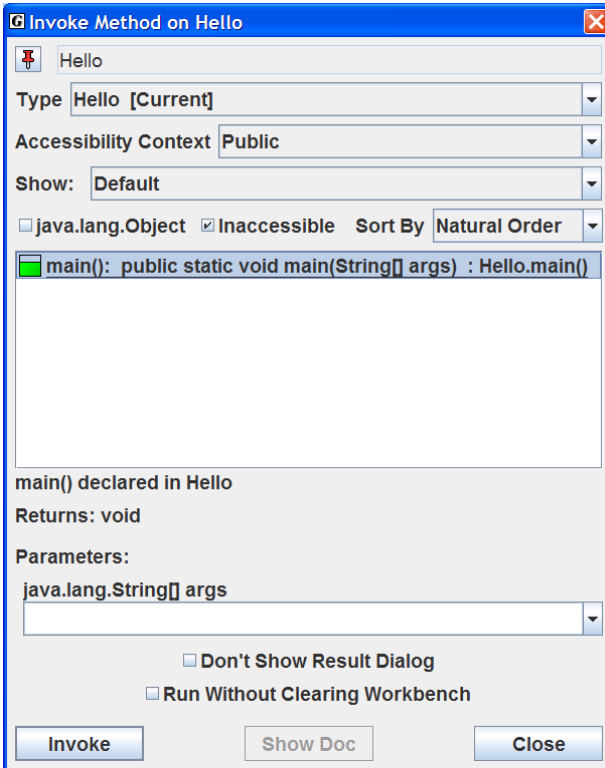 G Invoke Method on Hello
Hello
Type Hello [Current]
Accessibility Context Public
Show: Default
java.lang.Object Inaccessible Sort By Natural Order
main(): public static void main(String[] args) : Hello.main()
main() declared in Hello
Returns: void
Parameters:
java.lang.String[] args
Don't Show Result Dialog
Run Without Clearing Workbench
Invoke Show Doc Close